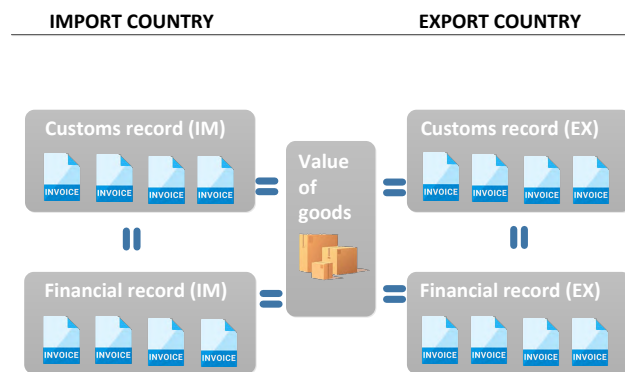 IMPORT COUNTRY
EXPORT COUNTRY
Customs record (IM)
INVOICE INVOICE INVOICE INVOICE
Value
of
goods
Customs record (EX)
INVOICE INVOICE INVOICE INVOICE
Financial record (IM)
INVOICE INVOICE INVOICE INVOICE
Financial record (EX)
INVOICE INVOICE INVOICE INVOICE